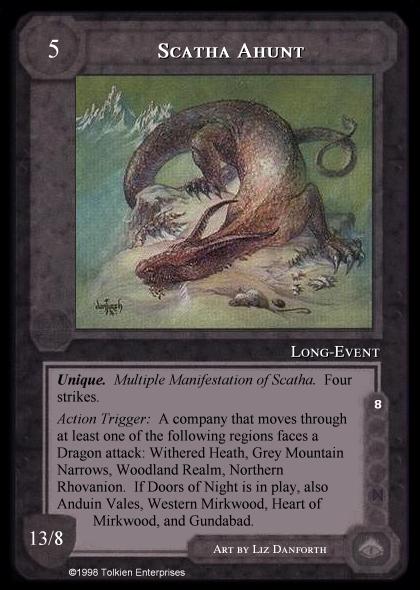 5
SCATHA AHUNT
danforth
LONG-EVENT
Unique. Multiple Manifestation of Scatha. Four
strikes.
8
Action Trigger: A company that moves through
at least one of the following regions faces a
Dragon attack: Withered Heath, Grey Mountain
Narrows, Woodland Realm, Northern
Rhovanion. If Doors of Night is in play, also
Anduin Vales, Western Mirkwood, Heart of
Mirkwood, and Gundabad.
N
13/8
ART BY LIZ DANFORTH
©1998 Tolkien Enterprises